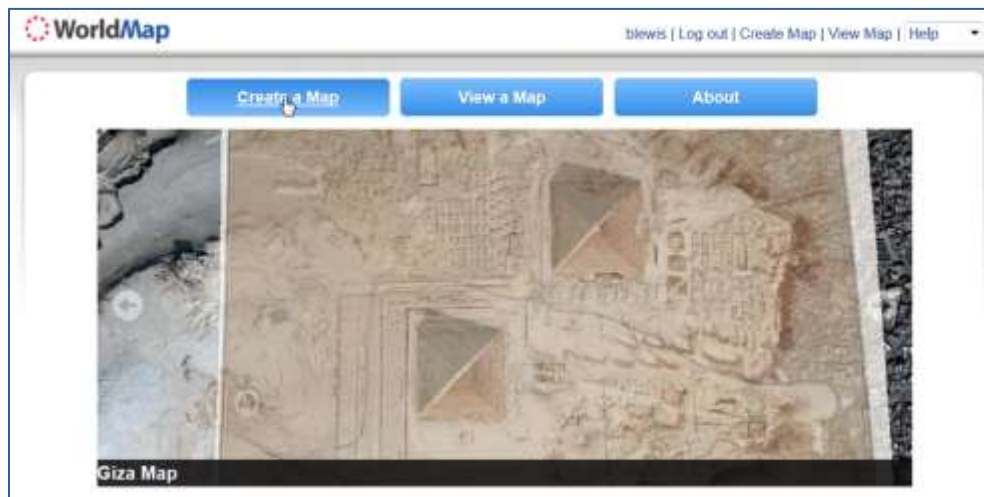 WorldMap
blewis | Log out | Create Map | View Map | Help
Create a Map
View a Map
About
Giza Map